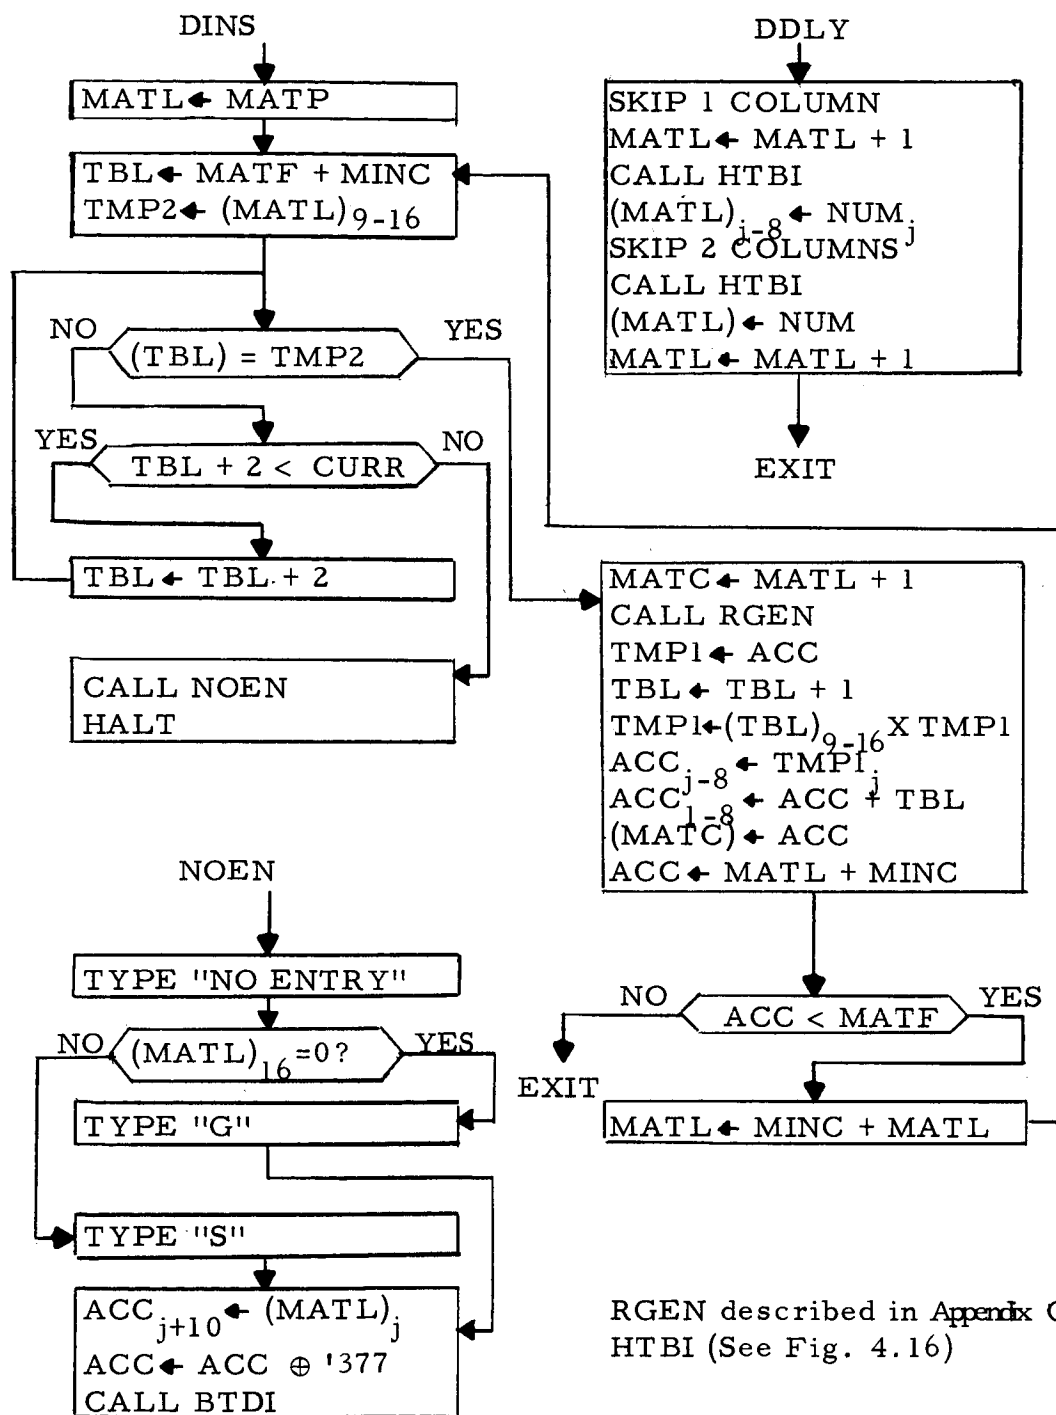 DINS
MATL← MATP
TBL← MATF + MINC
TMP2← (MATL)9-16
NO
(TBL) = TMP2
YES
YES
TBL + 2 < CURR
NO
TBL← TBL + 2
CALL NOEN
HALT
DDLY
SKIP 1 COLUMN
MATL← MATL + 1
CALL HTBI
(MATL)j-8 ← NUMj
SKIP 2 COLUMNS
CALL HTBI
(MATL)← NUM
MATL← MATL + 1
EXIT
MATC← MATL + 1
CALL RGEN
TMP1← ACC
TBL← TBL + 1
TMP1←(TBL)9-16 X TMP1
ACCj-8 ← TMP1j
ACC1-8 ← ACC + TBL
(MATC)← ACC
ACC← MATL + MINC
NO
ACC < MATF
YES
EXIT
MATL← MINC + MATL
NOEN
TYPE "NO ENTRY"
NO
(MATL)16=0?
YES
TYPE "G"
TYPE "S"
ACCj+10← (MATL)j
ACC← ACC ⊕ '377
CALL BTDI
RGEN described in Appendx
HTBI (See Fig. 4.16)